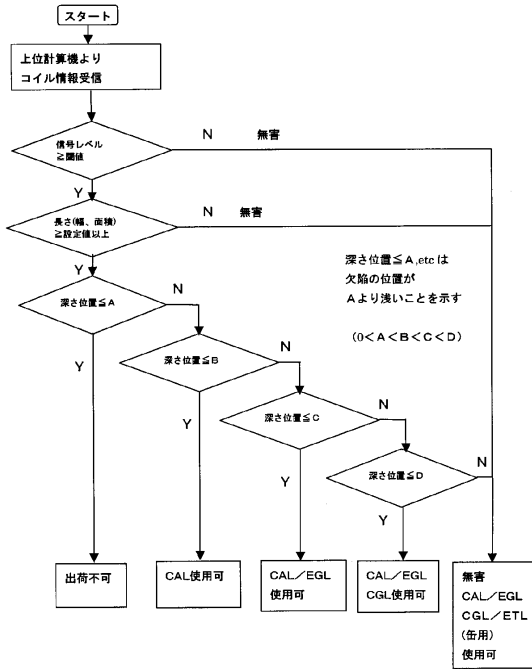 スタート
上位計算機より
コイル情報受信
信号レベル
≧閾値
N 無害
Y
長さ(幅、面積)
≧設定値以上
N 無害
Y
深さ位置≦A,etcは
欠陥の位置が
Aより浅いことを示す
(0<A<B<C<D)
深さ位置≦A
N
Y
深さ位置≦B
N
Y
深さ位置≦C
N
Y
深さ位置≦D
N
Y
出荷不可
CAL使用可
CAL/EGL
使用可
CAL/EGL
CGL使用可
無害
CAL/EGL
CGL/ETL
(缶用)
使用可